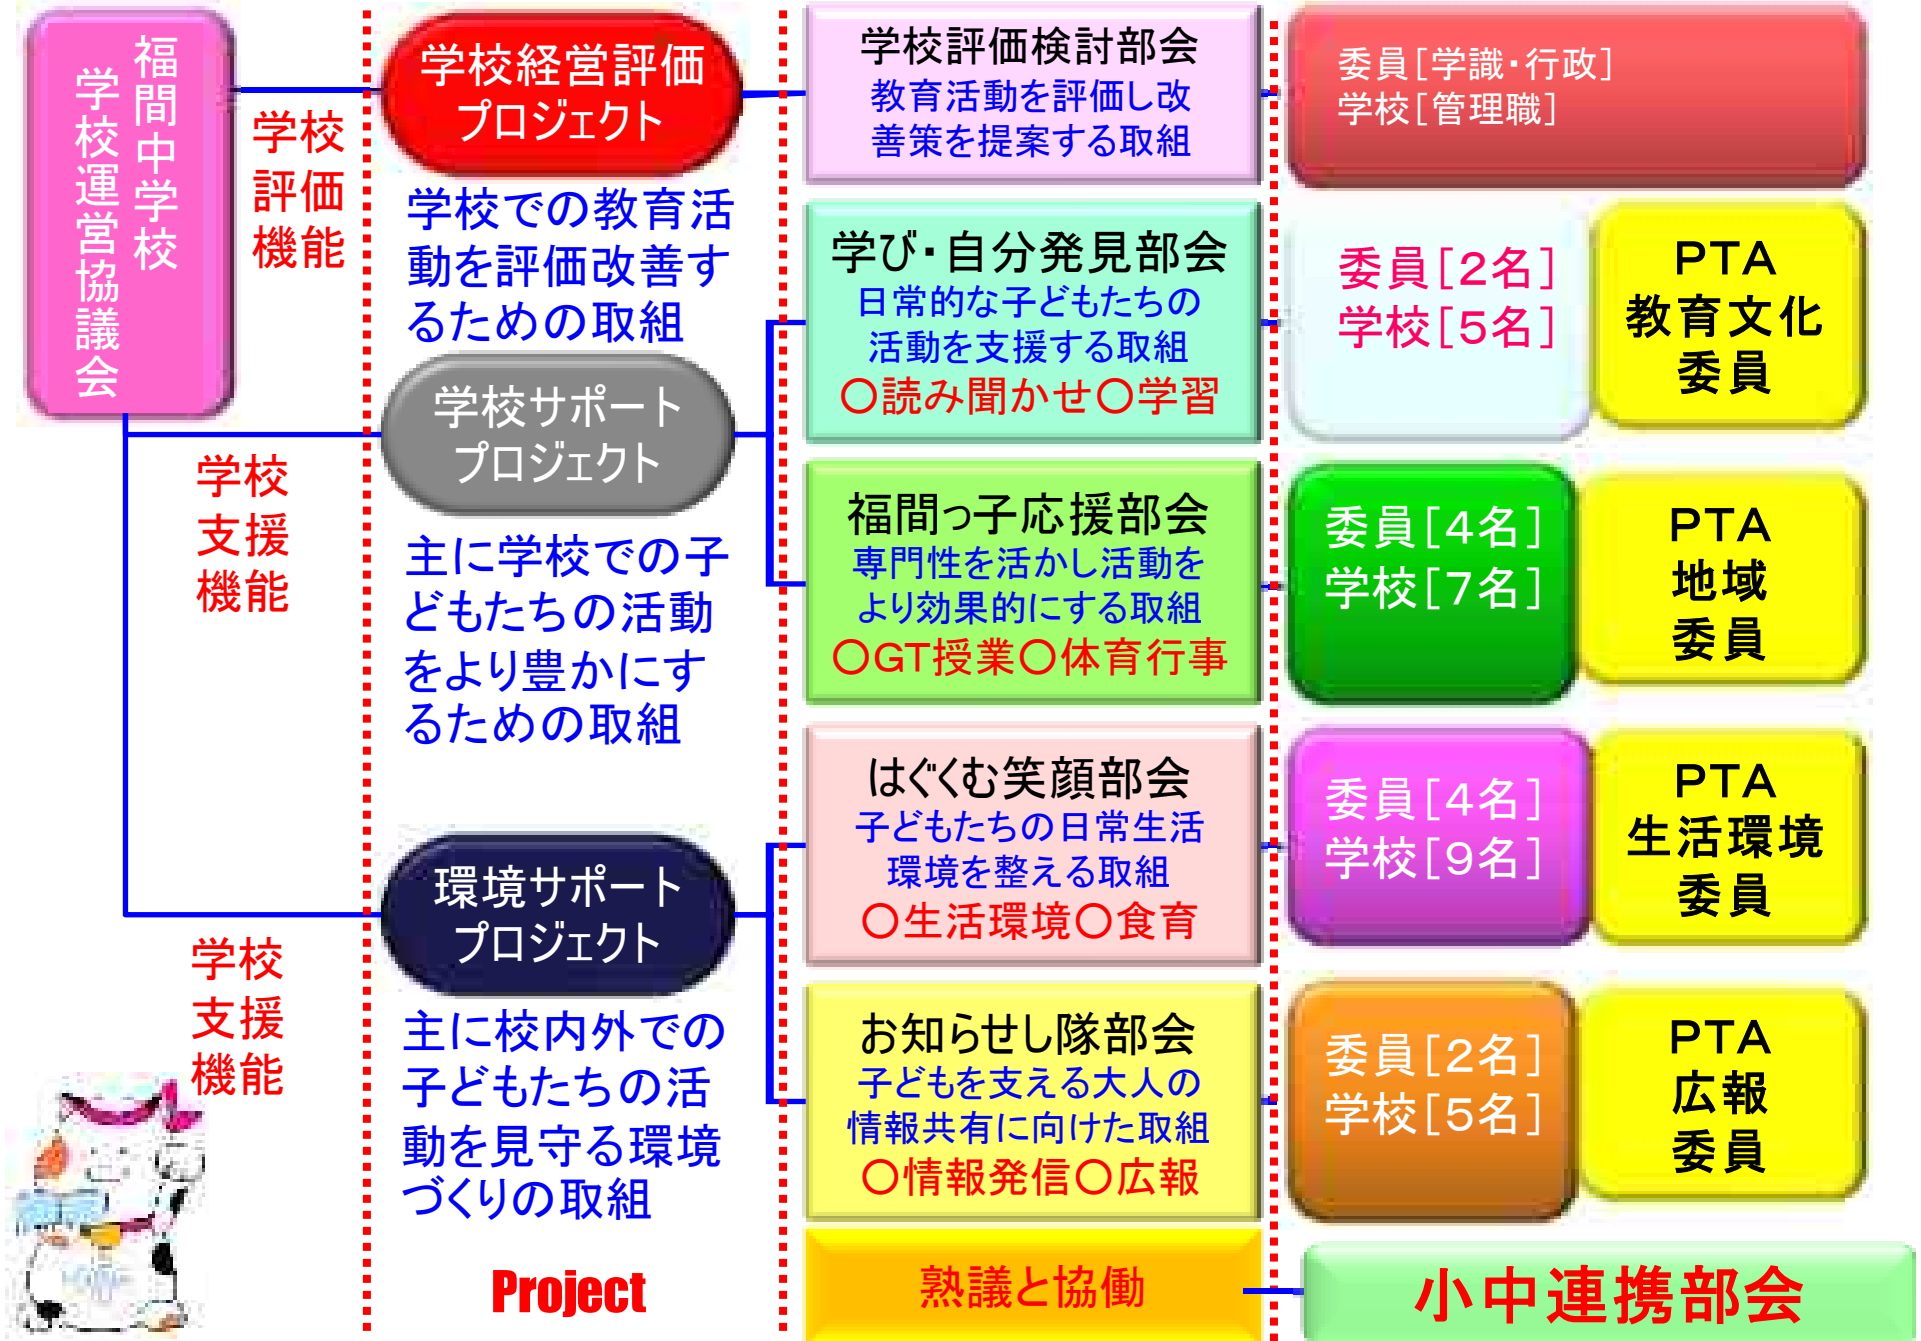 福間中学校
学校運営協議会
学校
評価
機能
学校
支援
機能
学校
支援
機能
学校経営評価
プロジェクト
学校での教育活
動を評価改善す
るための取組
学校サポート
プロジェクト
主に学校での子
どもたちの活動
をより豊かにす
るための取組
環境サポート
プロジェクト
主に校内外での
子どもたちの活
動を見守る環境
づくりの取組
Project
学校評価検討部会
教育活動を評価し改
善策を提案する取組
学び・自分発見部会
日常的な子どもたちの
活動を支援する取組
○読み聞かせ○学習
福間っ子応援部会
専門性を活かし活動を
より効果的にする取組
○GT授業○体育行事
はぐくむ笑顔部会
子どもたちの日常生活
環境を整える取組
○生活環境○食育
お知らせし隊部会
子どもを支える大人の
情報共有に向けた取組
○情報発信○広報
熟議と協働
委員[学識・行政]
学校[管理職]
委員[2名]
学校[5名]
PTA
教育文化
委員
委員[4名]
学校[7名]
PTA
地域
委員
委員[4名]
学校[9名]
PTA
生活環境
委員
委員[2名]
学校[5名]
PTA
広報
委員
小中連携部会